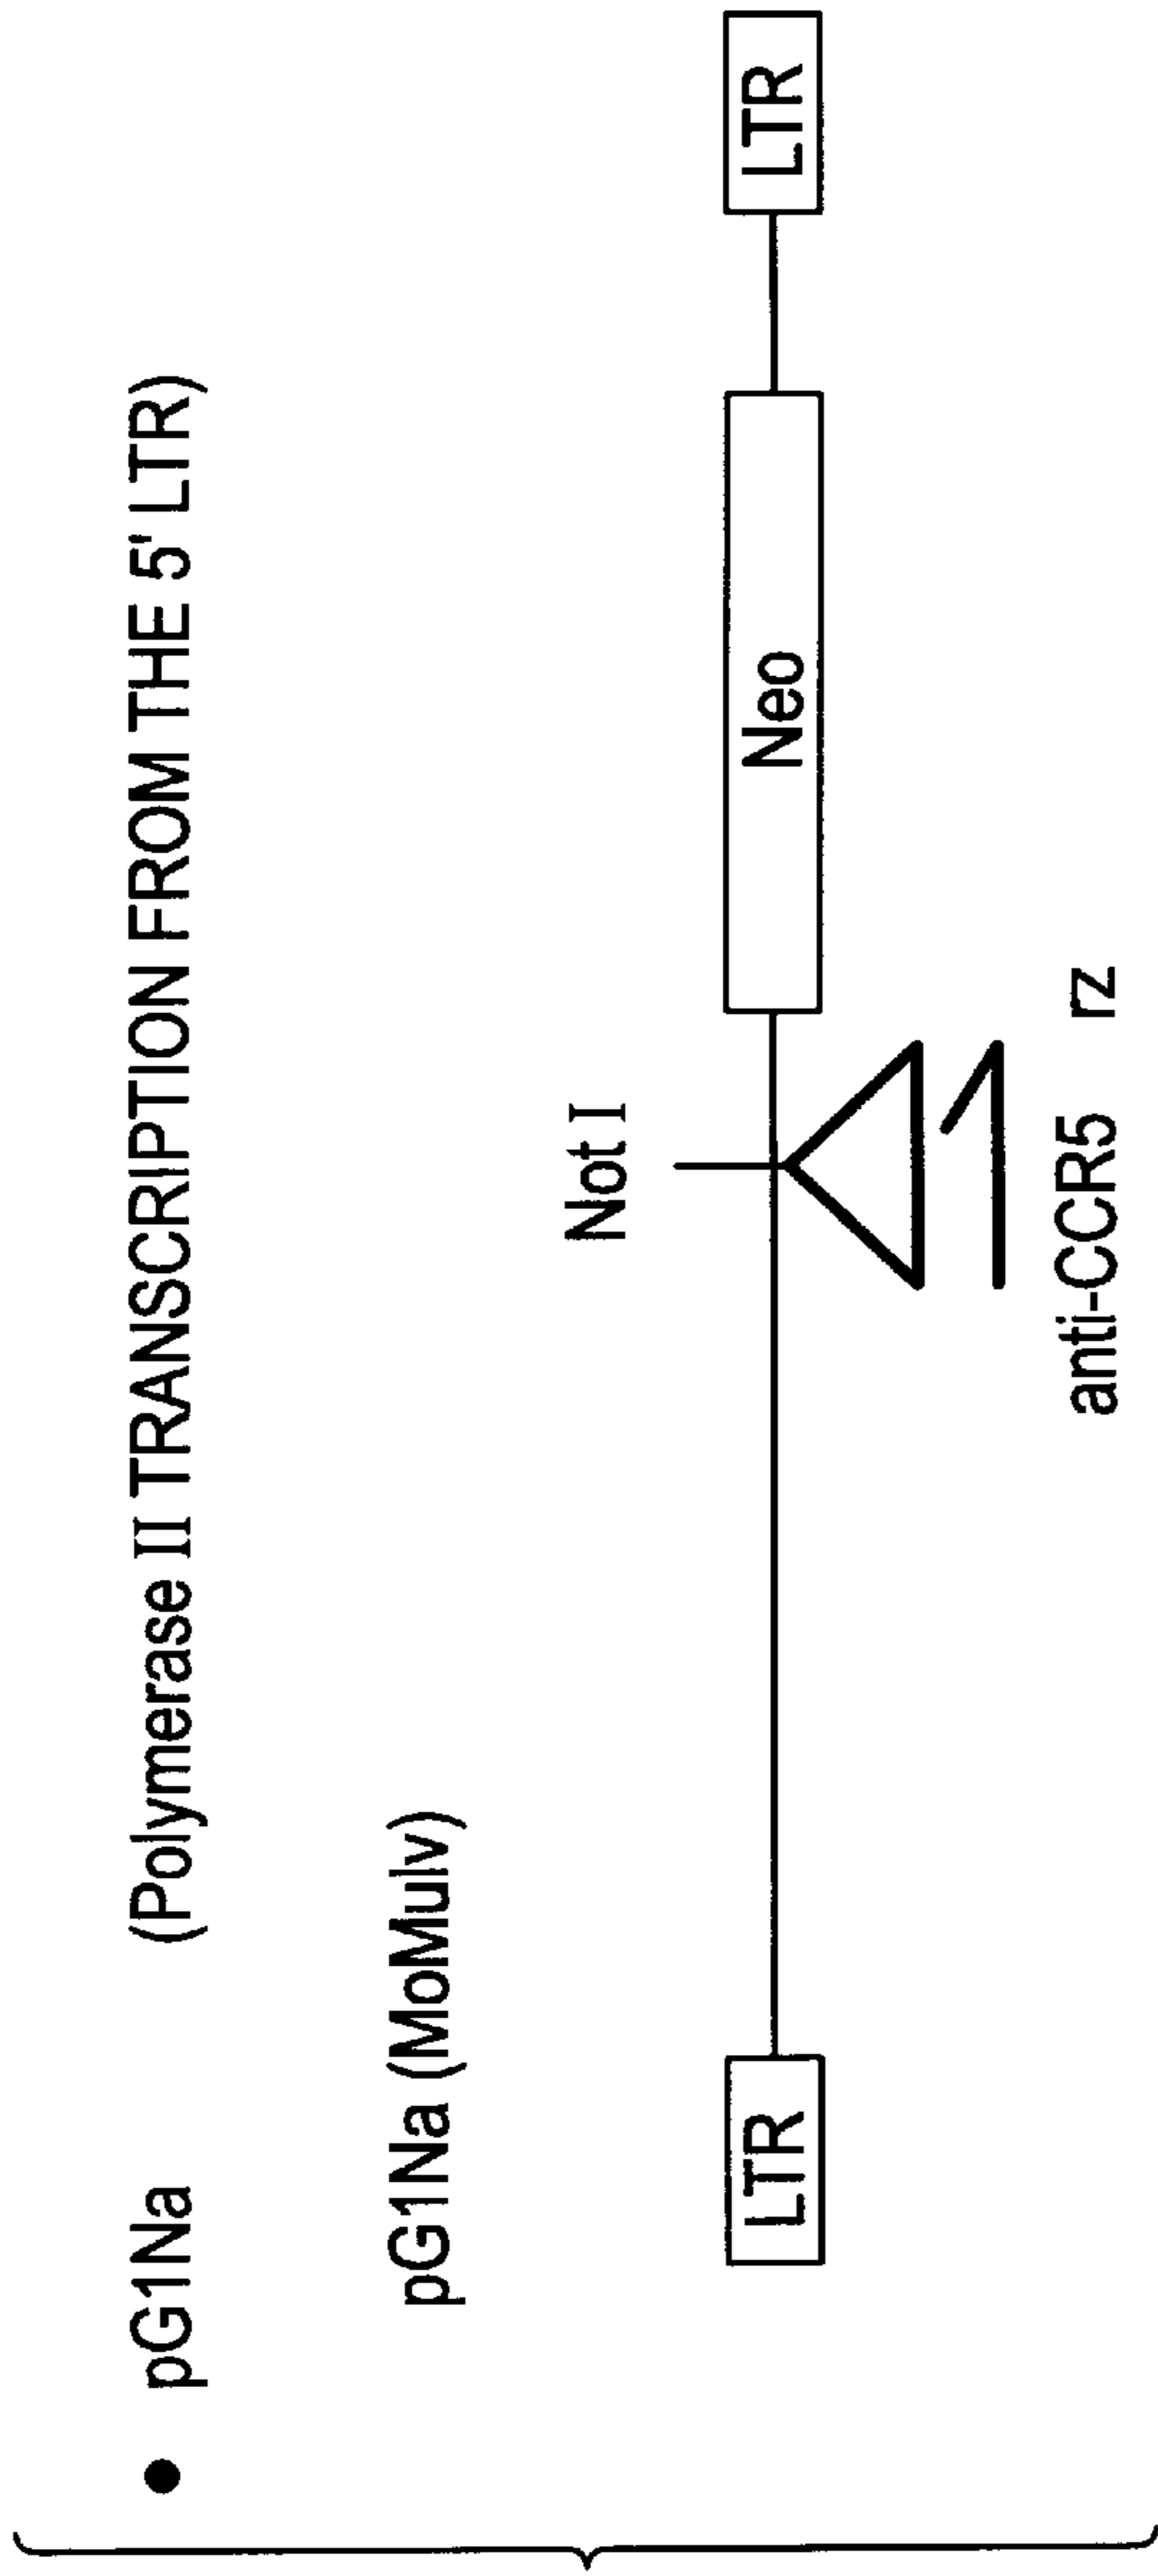 ● pG1Na (Polymerase II TRANSCRIPTION FROM THE 5' LTR)
pG1Na (MoMulv)
Not I
LTR Neo LTR
anti-CCR5 rz